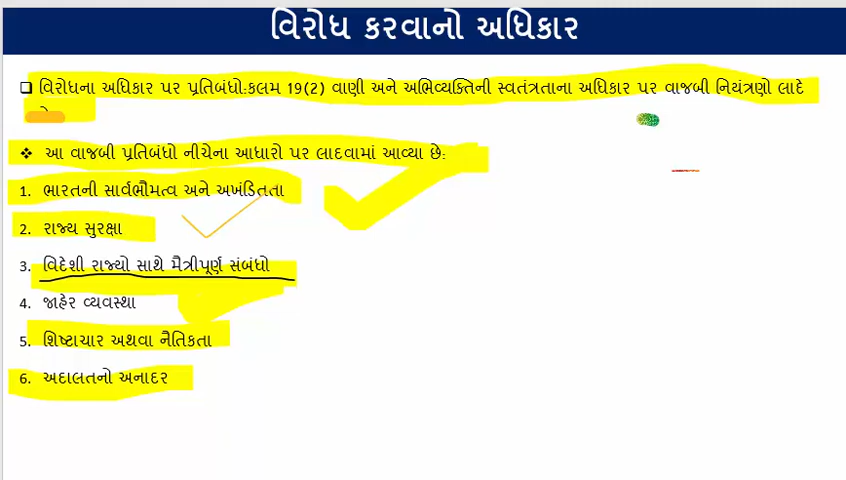 વિરોધ કરવાનો અધિકાર
❑ વિરોધના અધિકાર પર પ્રતિબંધો:કલમ 19(2) વાણી અને અભિવ્યક્તિની સ્વતંત્રતાના અધિકાર પર વાજબી નિયંત્રણો લાદે
❖ આ વાજબી પ્રતિબંધો નીચેના આધારો પર લાદવામાં આવ્યા છે:
1. ભારતની સાર્વભૌમત્વ અને અખંડિતતા
2. રાજ્ય સુરક્ષા
3. વિદેશી રાજ્યો સાથે મૈત્રીપૂર્ણ સંબંધો
4. જાહેર વ્યવસ્થા
5. શિષ્ટાચાર અથવા નૈતિકતા
6. અદાલતનો અનાદર